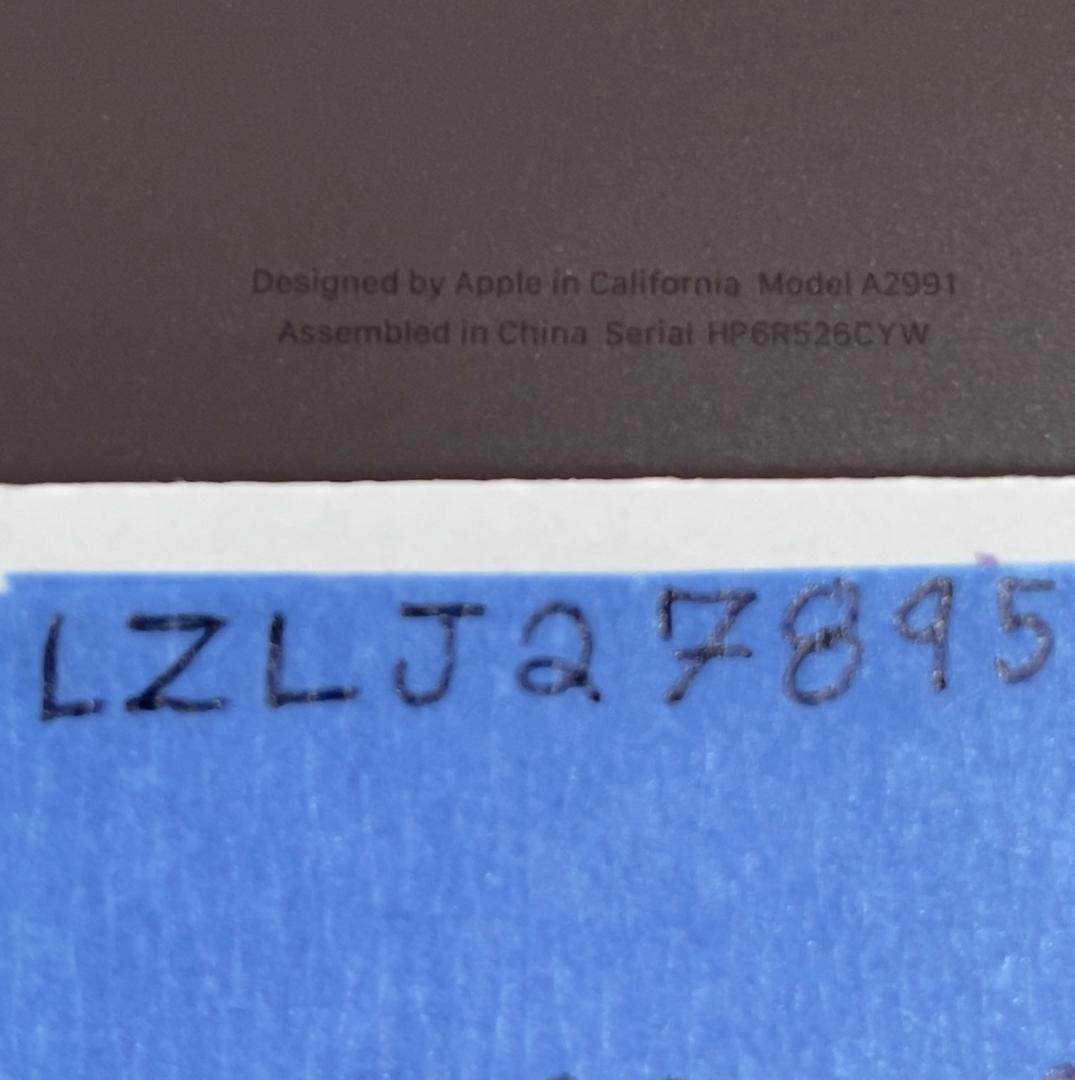 Designed by Apple in California Model A2991
Assembled in China Serial HP6R526CYW
LZLJ27895